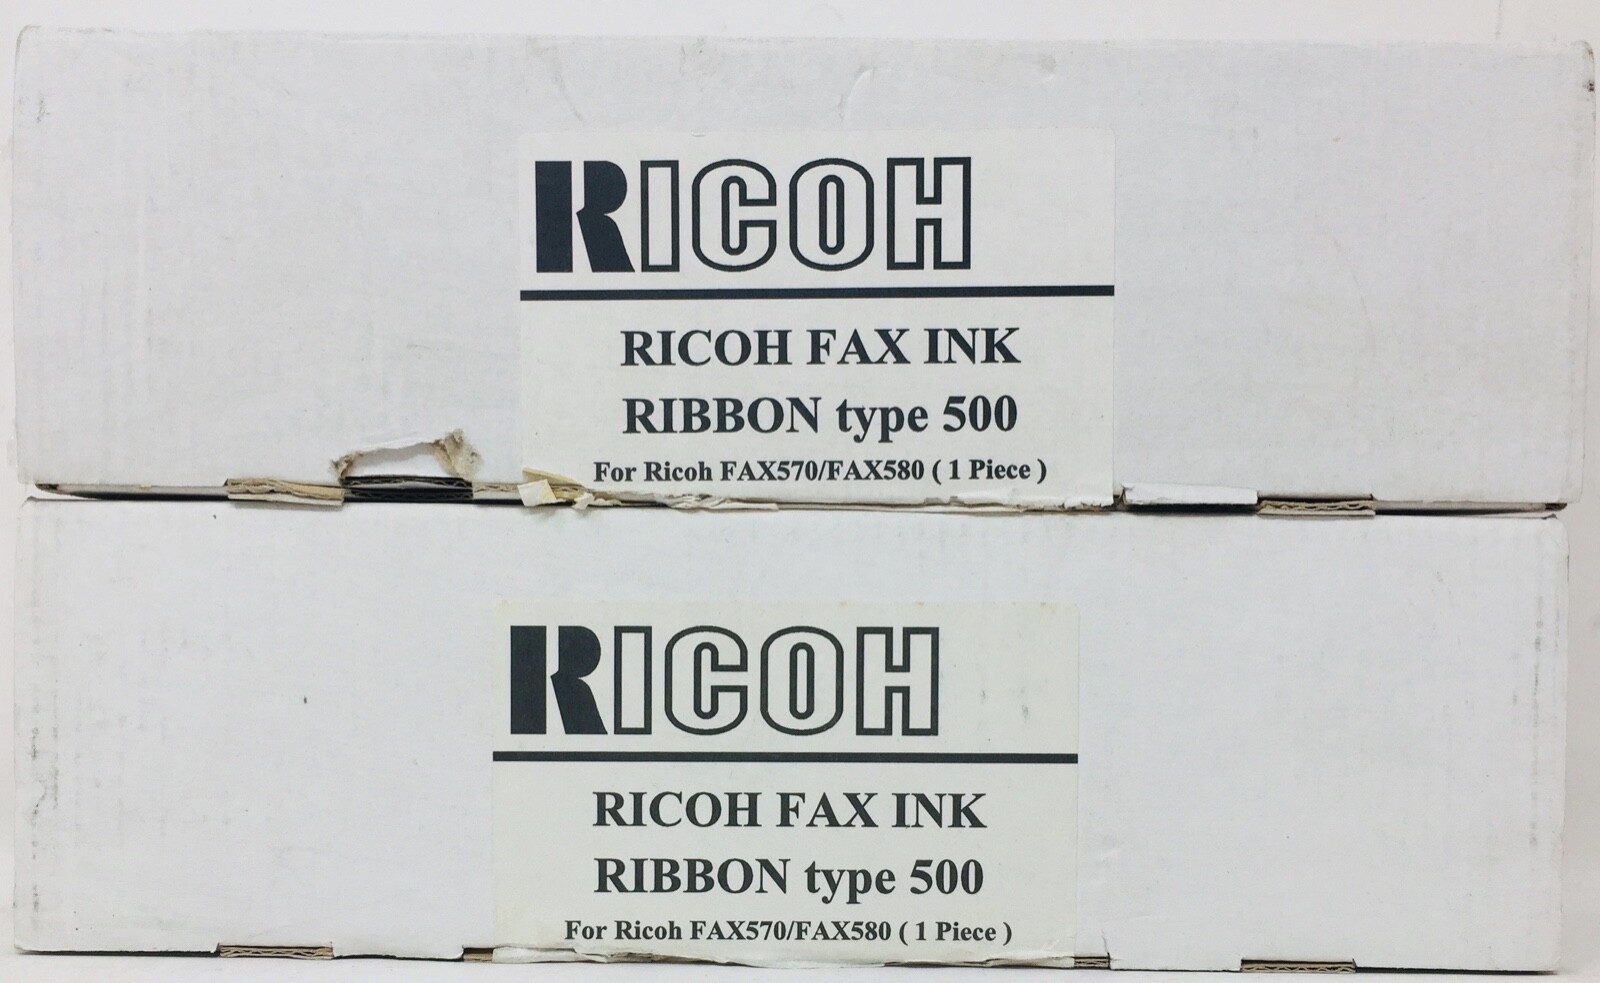 RICOH
RICOH FAX INK
RIBBON type 500
For Ricoh FAX570/FAX580 ( 1 Piece )
RICOH
RICOH FAX INK
RIBBON type 500
For Ricoh FAX570/FAX580 ( 1 Piece )